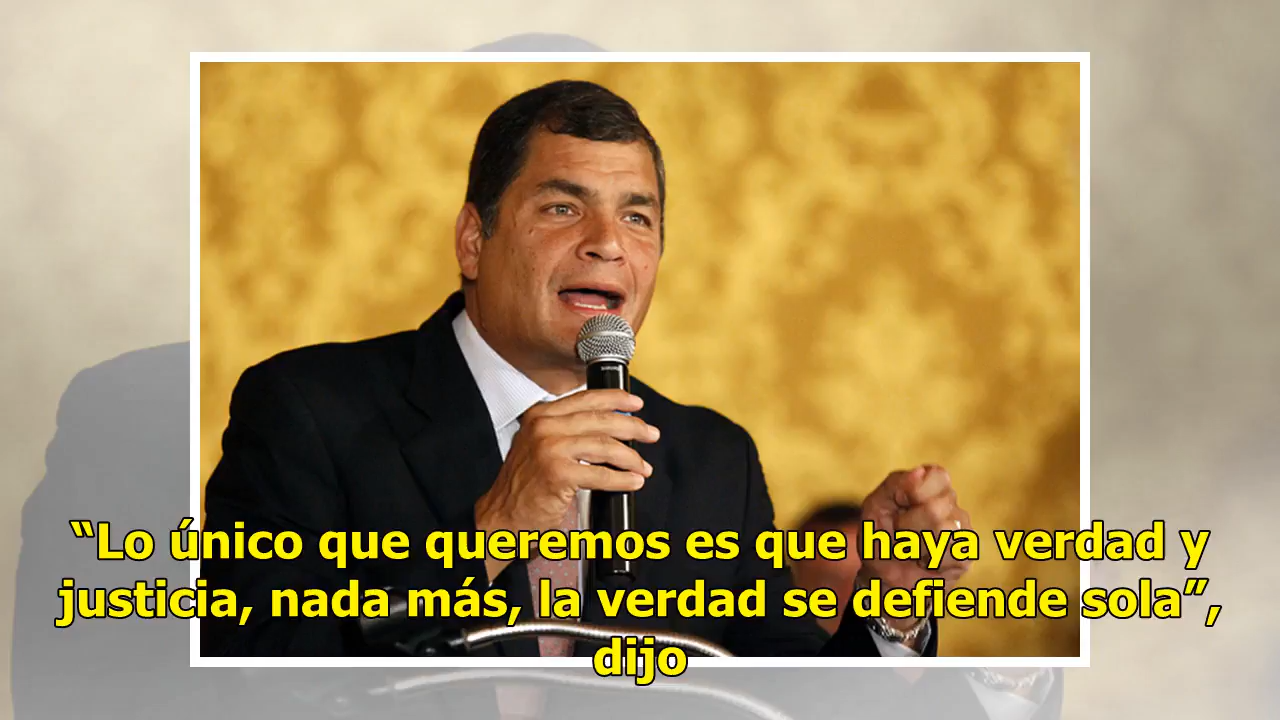 “Lo único que queremos es que haya verdad y
justicia, nada más, la verdad se defiende sola”,
dijo